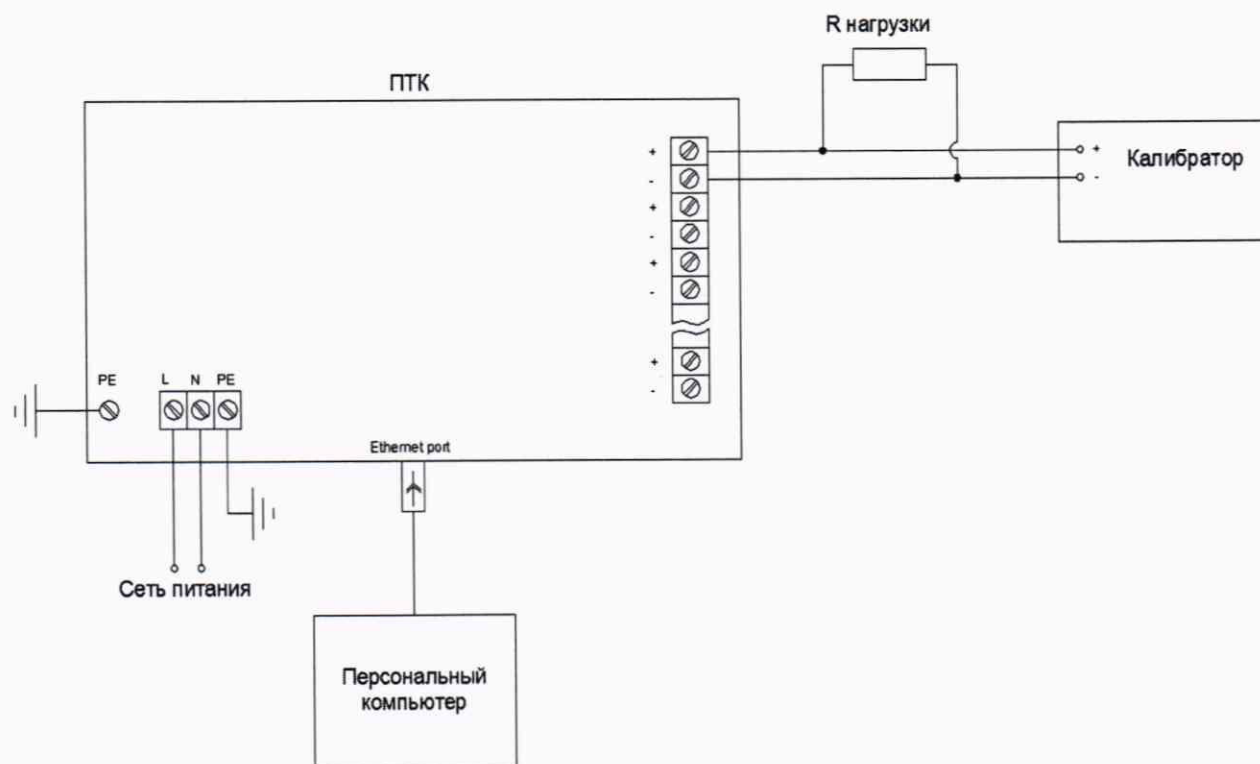 R нагрузки
ПТК
+
-
+
-
+
-
+
-
+
-
Калибратор
PE
L N PE
Ethernet port
Сеть питания
Персональный
компьютер